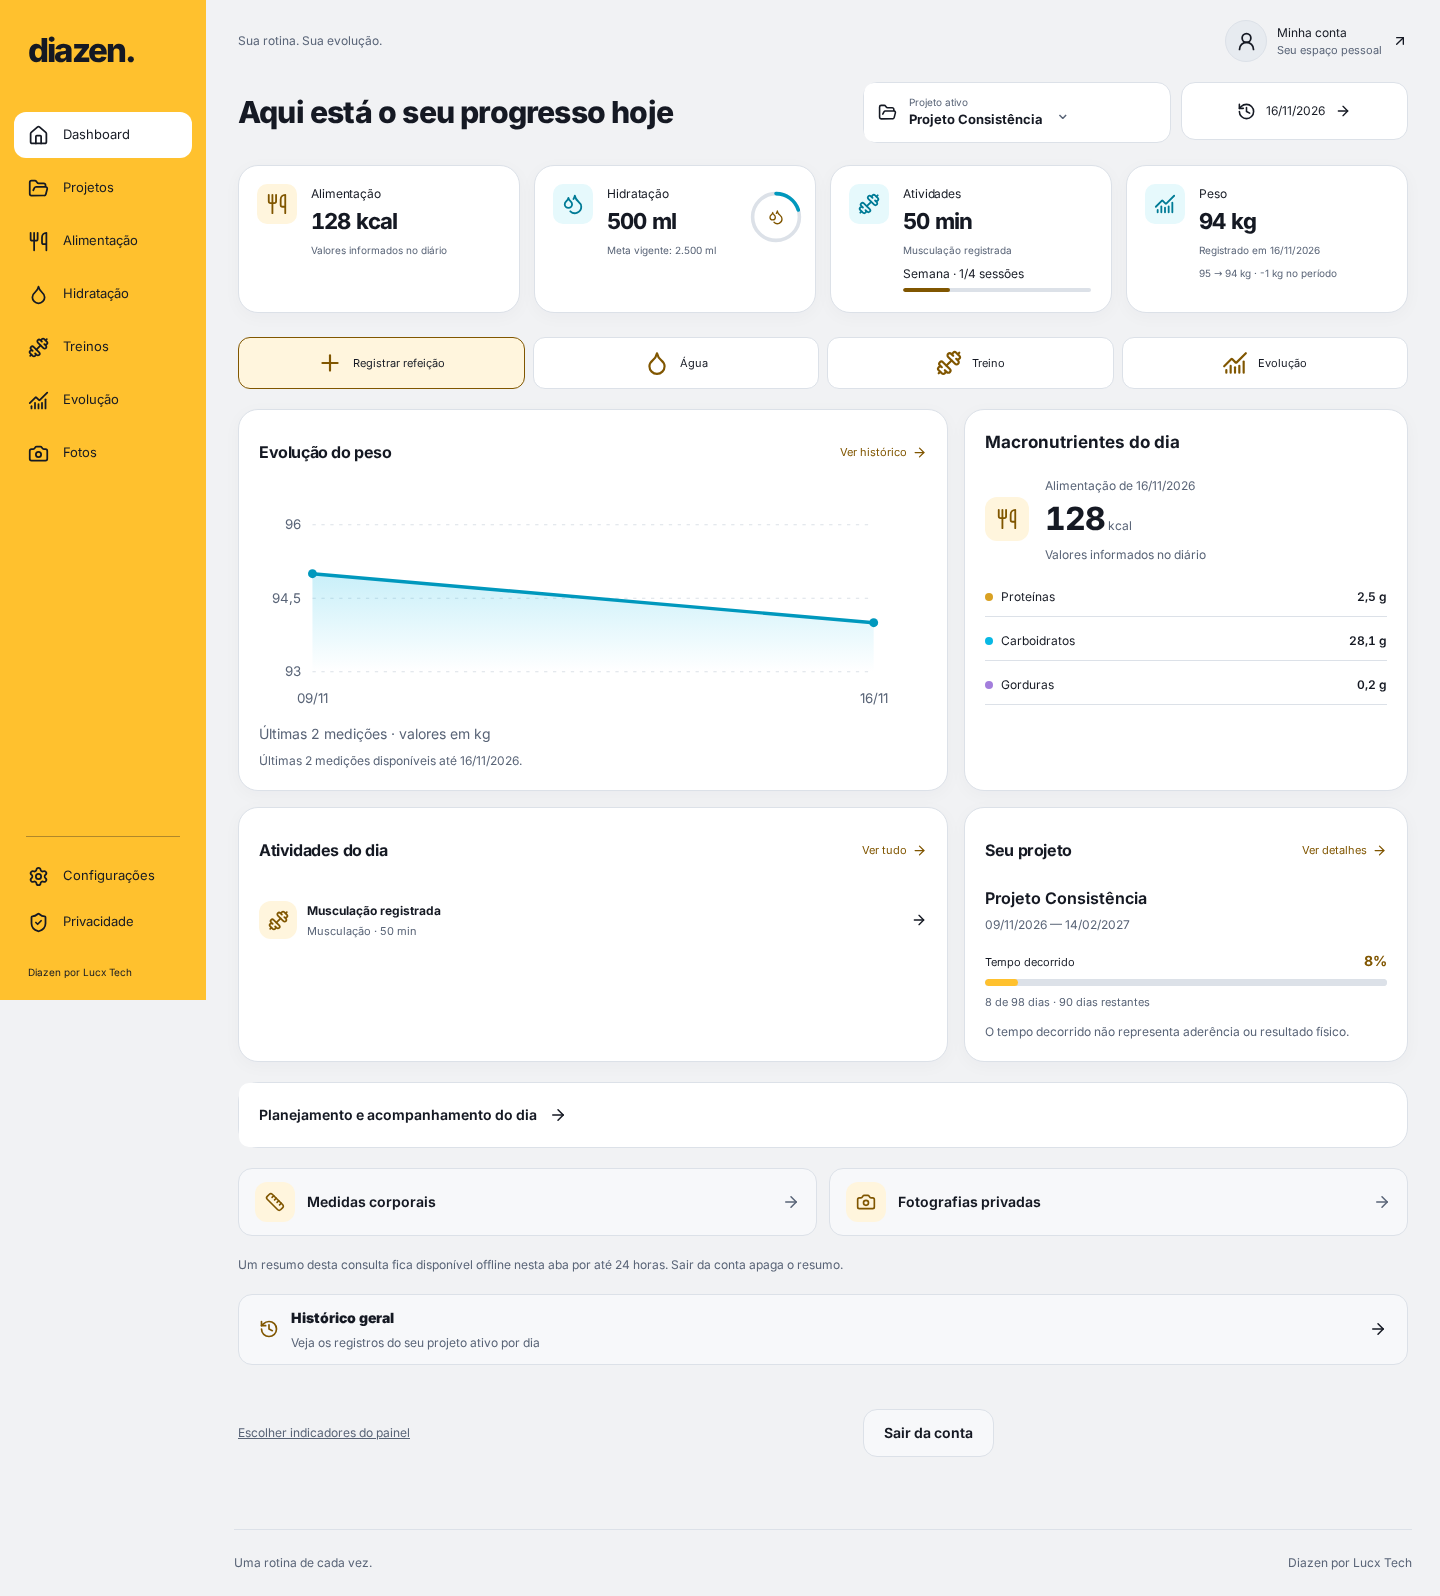 diazen.
Dashboard
Projetos
Alimentação
Hidratação
Treinos
Evolução
Fotos
Configurações
Privacidade
Diazen por Lucx Tech
Sua rotina. Sua evolução.
Minha conta
Seu espaço pessoal
Aqui está o seu progresso hoje
Projeto ativo
Projeto Consistência
16/11/2026
Alimentação
128 kcal
Valores informados no diário
Hidratação
500 ml
Meta vigente: 2.500 ml
Atividades
50 min
Musculação registrada
Semana · 1/4 sessões
Peso
94 kg
Registrado em 16/11/2026
95 → 94 kg · -1 kg no período
Registrar refeição
Água
Treino
Evolução
Evolução do peso
Ver histórico
96
94,5
93
09/11
16/11
Últimas 2 medições · valores em kg
Últimas 2 medições disponíveis até 16/11/2026.
Macronutrientes do dia
Alimentação de 16/11/2026
128 kcal
Valores informados no diário
Proteínas 2,5 g
Carboidratos 28,1 g
Gorduras 0,2 g
Atividades do dia
Ver tudo
Musculação registrada
Musculação · 50 min
Seu projeto
Ver detalhes
Projeto Consistência
09/11/2026 — 14/02/2027
Tempo decorrido 8%
8 de 98 dias · 90 dias restantes
O tempo decorrido não representa aderência ou resultado físico.
Planejamento e acompanhamento do dia
Medidas corporais
Fotografias privadas
Um resumo desta consulta fica disponível offline nesta aba por até 24 horas. Sair da conta apaga o resumo.
Histórico geral
Veja os registros do seu projeto ativo por dia
Escolher indicadores do painel
Sair da conta
Uma rotina de cada vez.
Diazen por Lucx Tech